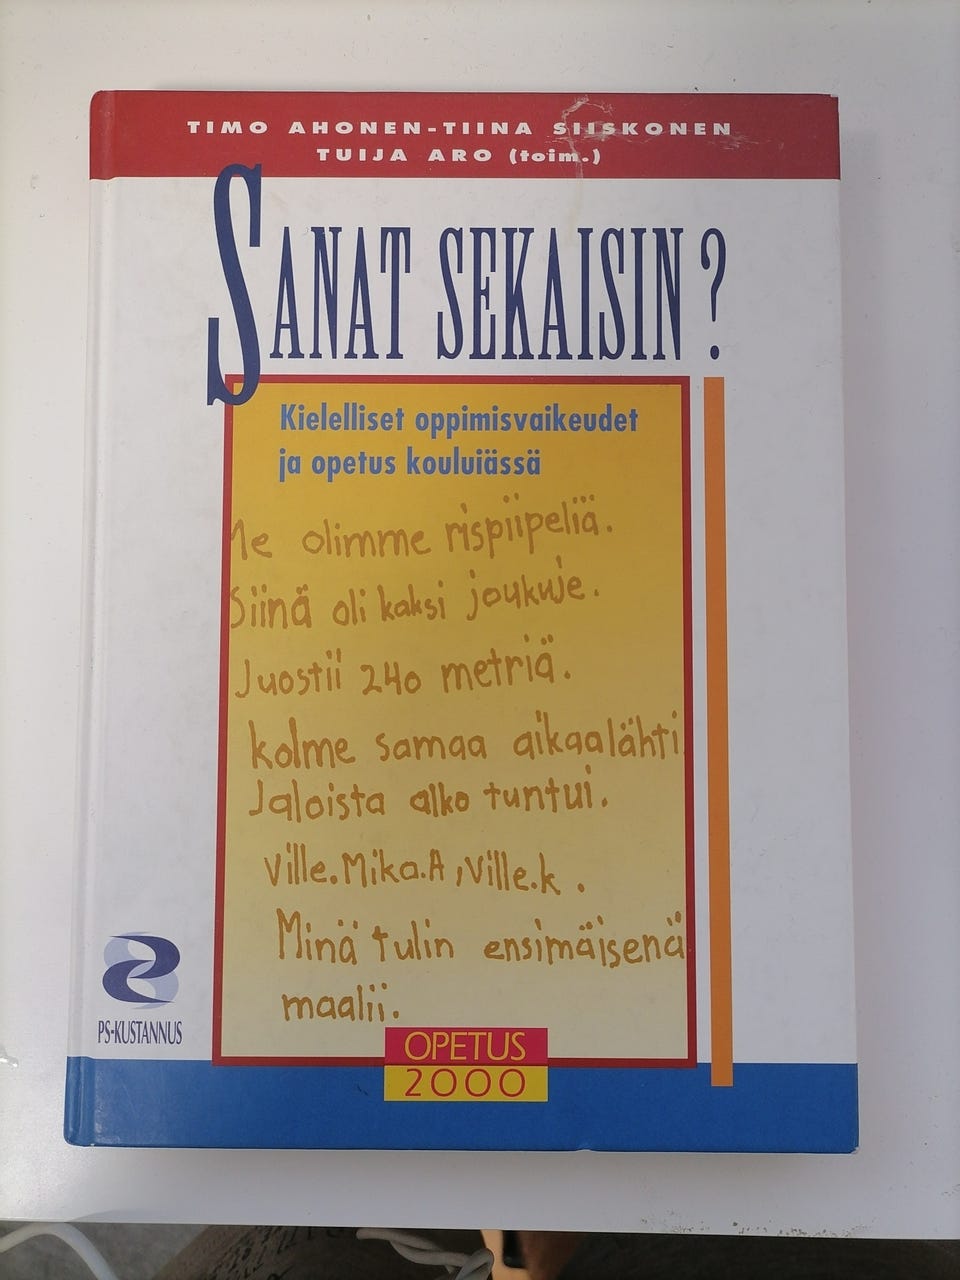 TIMO AHONEN-TIINA SIISKONEN
TUIJA ARO (toim.)
SANAT SEKAISIN?
Kielelliset oppimisvaikeudet
ja opetus kouluiässä
Me olimme rispiipeliä.
Siinä oli kaksi joukuje.
Juostii 240 metriä.
kolme samaa aikaalähti.
Jaloista alko tuntui.
Ville.Mika.A,Ville.k.
Minä tulin ensimäisenä
maalii.
PS-KUSTANNUS
OPETUS
2000